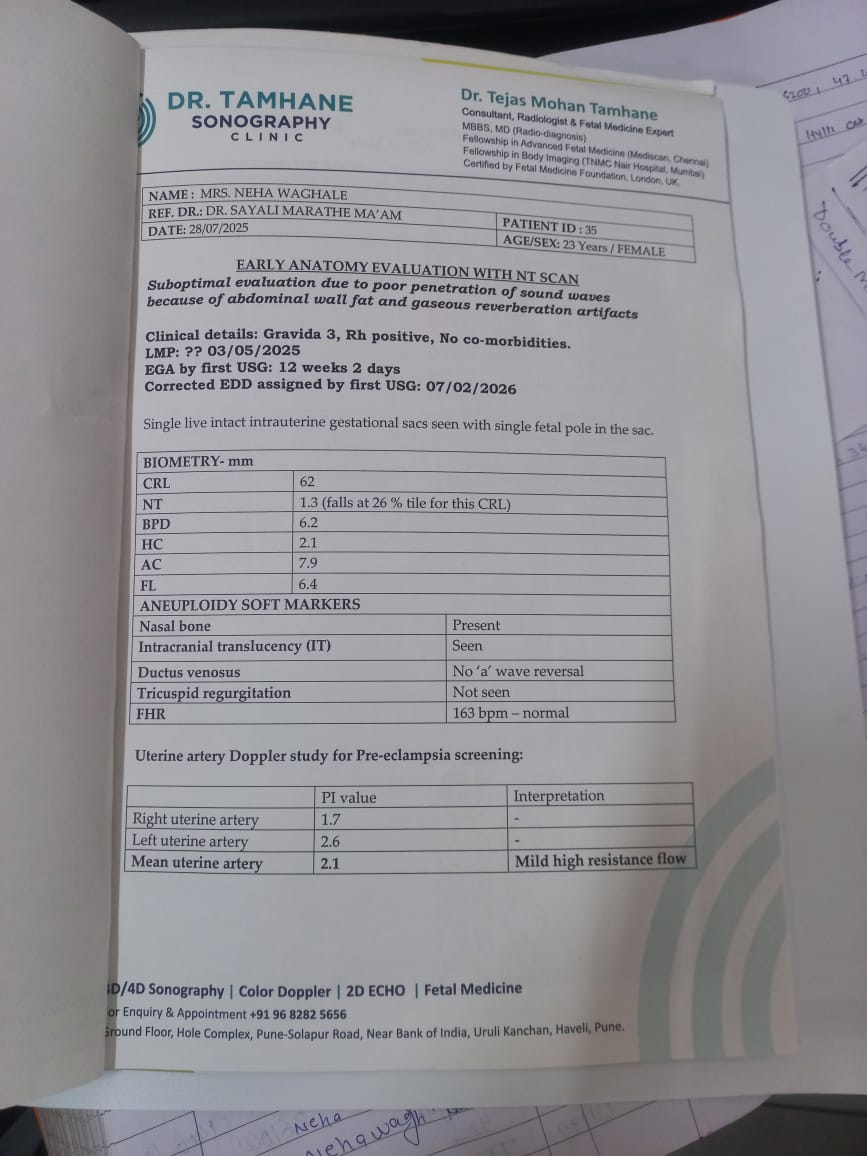 DR. TAMHANE
SONOGRAPHY
CLINIC
Dr. Tejas Mohan Tamhane
Consultant, Radiologist & Fetal Medicine Expert
MBBS, MD (Radio-diagnosis)
Fellowship in Advanced Fetal Medicine (Mediscan, Chennai)
Fellowship in Body Imaging (TNMC Nair Hospital, Mumbai)
Certified by Fetal Medicine Foundation, London, UK.
NAME : MRS. NEHA WAGHALE
REF. DR.: DR. SAYALI MARATHE MA'AM
PATIENT ID : 35
DATE: 28/07/2025
AGE/SEX: 23 Years / FEMALE
EARLY ANATOMY EVALUATION WITH NT SCAN
Suboptimal evaluation due to poor penetration of sound waves
because of abdominal wall fat and gaseous reverberation artifacts
Clinical details: Gravida 3, Rh positive, No co-morbidities.
LMP: ?? 03/05/2025
EGA by first USG: 12 weeks 2 days
Corrected EDD assigned by first USG: 07/02/2026
Single live intact intrauterine gestational sacs seen with single fetal pole in the sac.
BIOMETRY- mm
CRL 62
NT 1.3 (falls at 26 % tile for this CRL)
BPD 6.2
HC 2.1
AC 7.9
FL 6.4
ANEUPLOIDY SOFT MARKERS
Nasal bone Present
Intracranial translucency (IT) Seen
Ductus venosus No 'a' wave reversal
Tricuspid regurgitation Not seen
FHR 163 bpm – normal
Uterine artery Doppler study for Pre-eclampsia screening:
PI value Interpretation
Right uterine artery 1.7 -
Left uterine artery 2.6 -
Mean uterine artery 2.1 Mild high resistance flow
D/4D Sonography | Color Doppler | 2D ECHO | Fetal Medicine
or Enquiry & Appointment +91 96 8282 5656
Ground Floor, Hole Complex, Pune-Solapur Road, Near Bank of India, Uruli Kanchan, Haveli, Pune.
Double
Neha